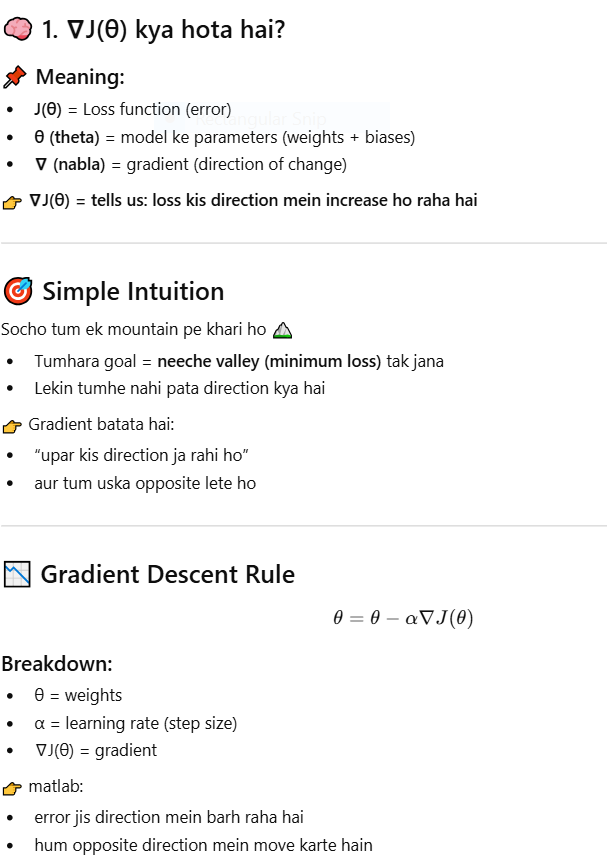 🧠 1. ∇J(θ) kya hota hai?
📌 Meaning:
• J(θ) = Loss function (error)
• θ (theta) = model ke parameters (weights + biases)
• ∇ (nabla) = gradient (direction of change)
👉 ∇J(θ) = tells us: loss kis direction mein increase ho raha hai
🎯 Simple Intuition
Socho tum ek mountain pe khari ho ⛰️
• Tumhara goal = neeche valley (minimum loss) tak jana
• Lekin tumhe nahi pata direction kya hai
👉 Gradient batata hai:
• “upar kis direction ja rahi ho”
• aur tum uska opposite lete ho
📉 Gradient Descent Rule
θ = θ − α∇J(θ)
Breakdown:
• θ = weights
• α = learning rate (step size)
• ∇J(θ) = gradient
👉 matlab:
• error jis direction mein barh raha hai
• hum opposite direction mein move karte hain